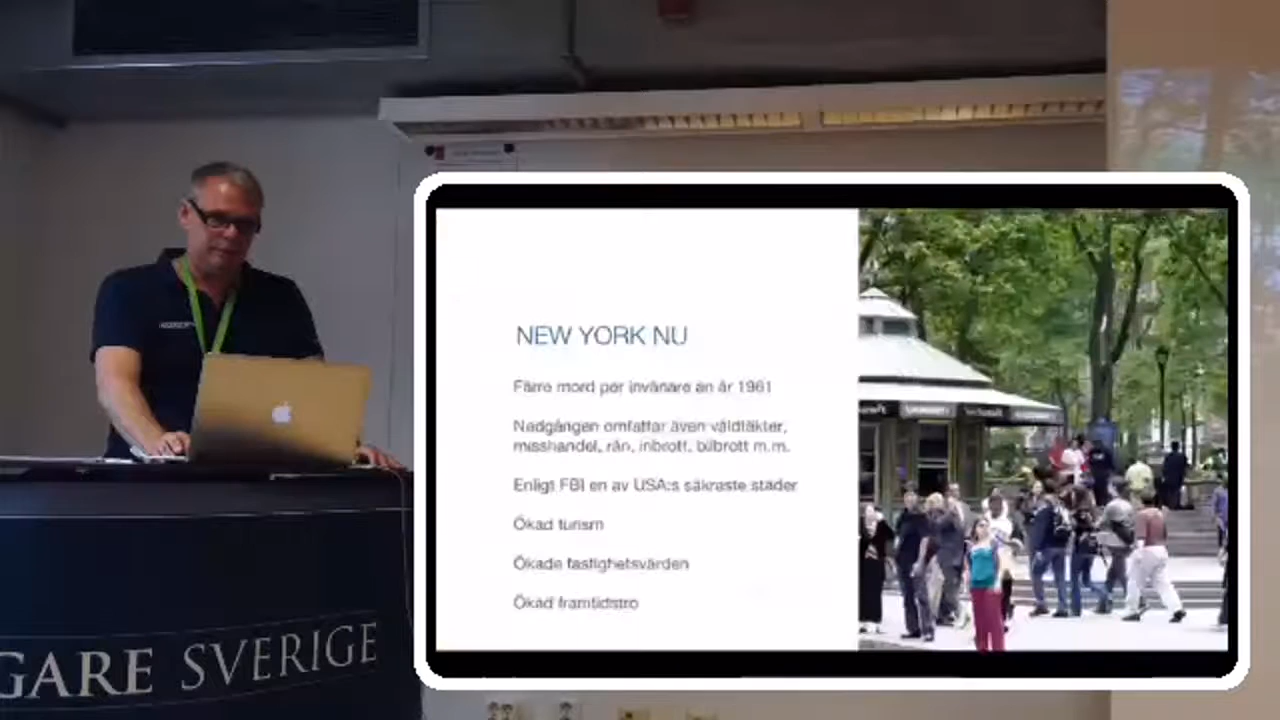 NEW YORK NU
Färre mord per invånare än år 1961
Nedgången omfattar även våldtäkter,
misshandel, rån, inbrott, bilbrott m.m.
Enligt FBI en av USA:s säkraste städer
Ökad turism
Ökade fastighetsvärden
Ökad framtidstro
GARE SVERIGE